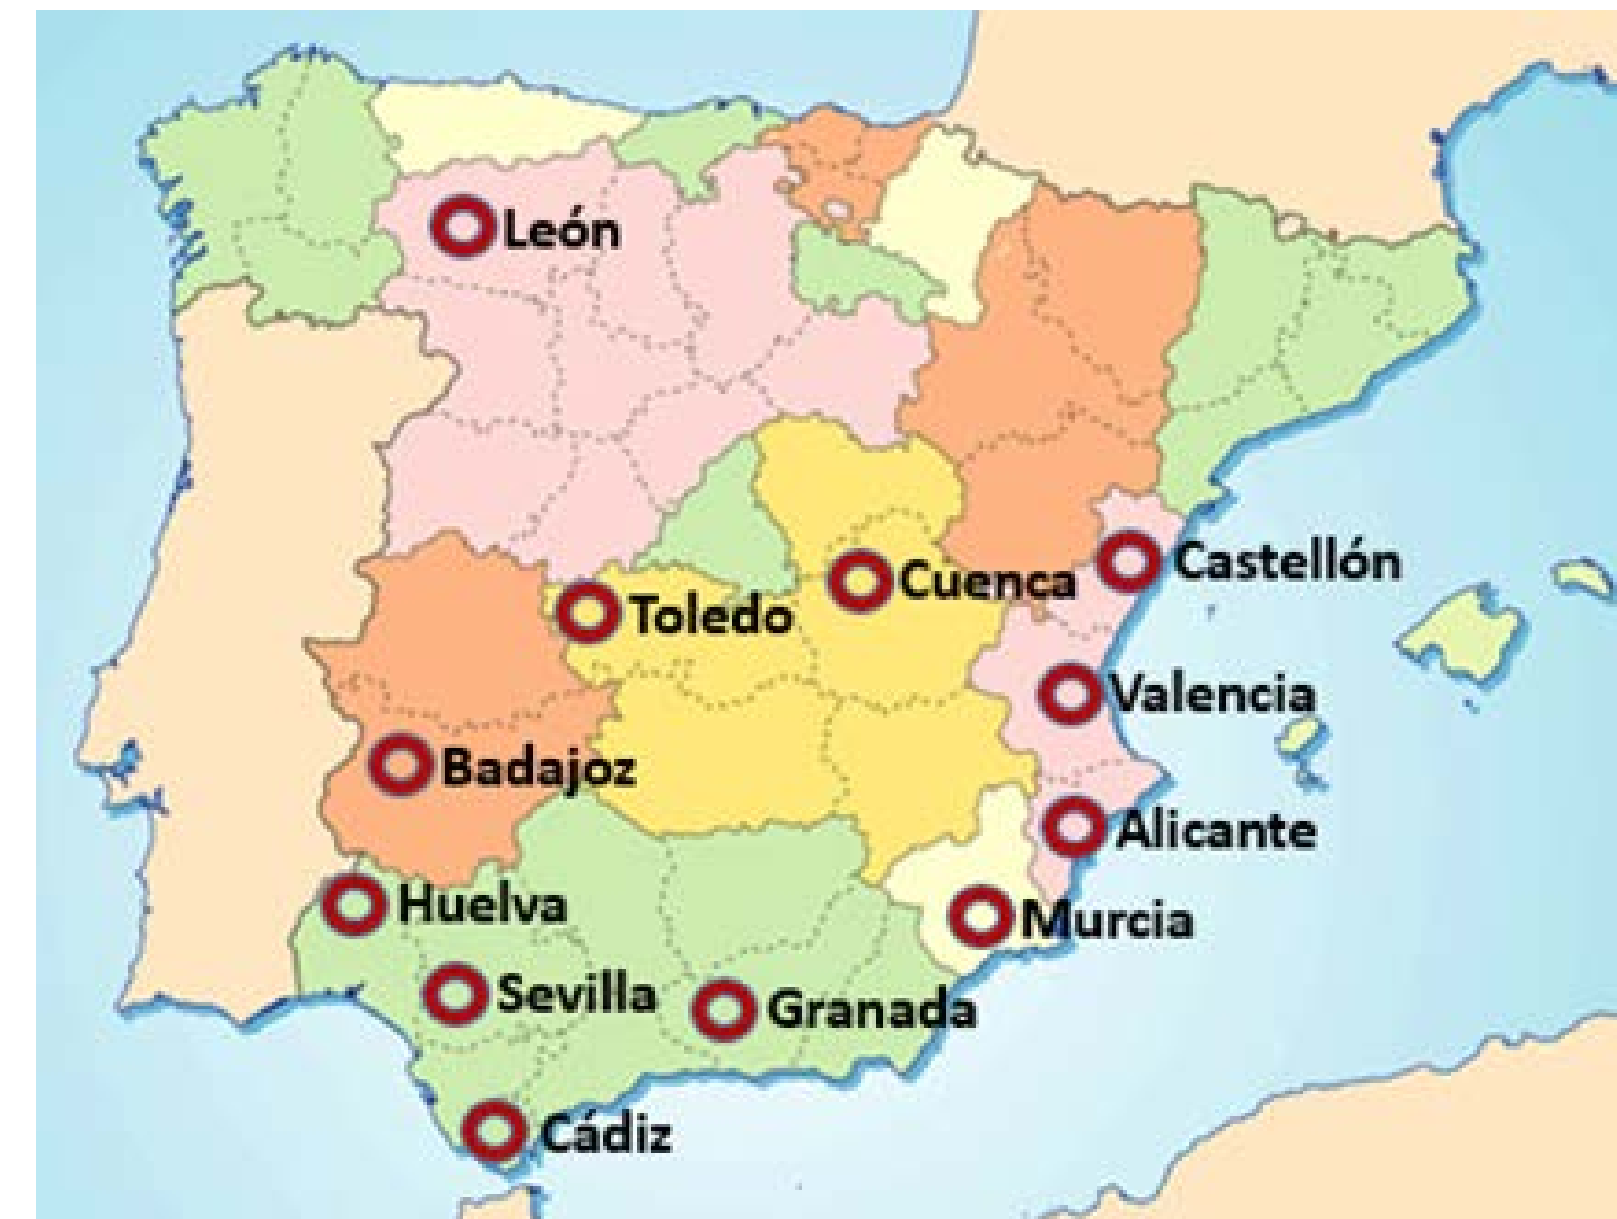 León
Castellón
Cuenca
Toledo
Valencia
Badajoz
Alicante
Huelva
Murcia
Sevilla
Granada
Cádiz